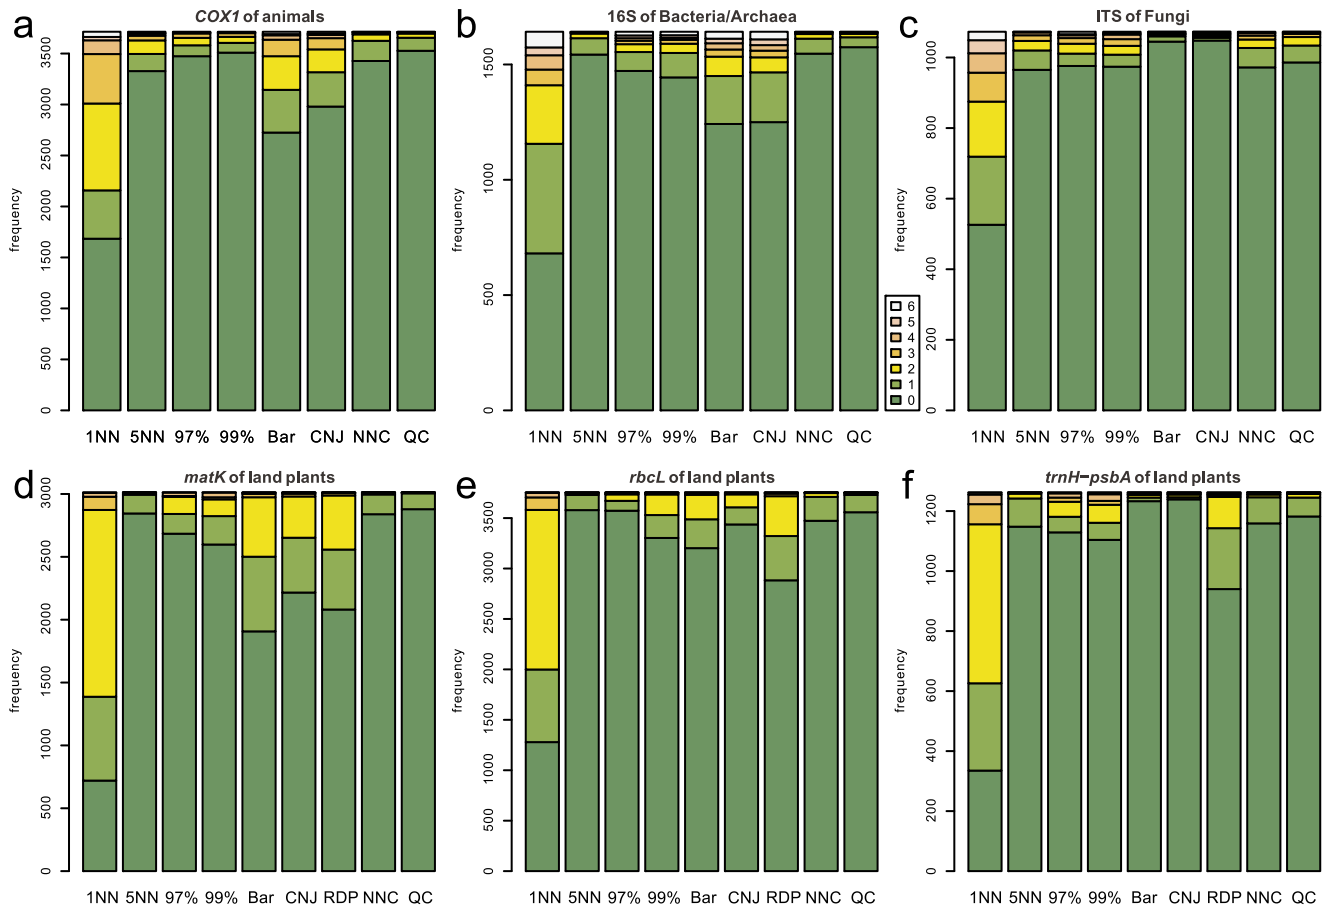 a
COX1 of animals
frequency
0
500
1000
1500
2000
2500
3000
3500
1NN 5NN 97% 99% Bar CNJ NNC QC
b
16S of Bacteria/Archaea
frequency
0
500
1000
1500
1NN 5NN 97% 99% Bar CNJ NNC QC
6
5
4
3
2
1
0
c
ITS of Fungi
frequency
0
200
400
600
800
1000
1NN 5NN 97% 99% Bar CNJ NNC QC
d
matK of land plants
frequency
0
500
1000
1500
2000
2500
3000
1NN 5NN 97% 99% Bar CNJ RDP NNC QC
e
rbcL of land plants
frequency
0
500
1000
1500
2000
2500
3000
3500
1NN 5NN 97% 99% Bar CNJ RDP NNC QC
f
trnH−psbA of land plants
frequency
0
200
400
600
800
1000
1200
1NN 5NN 97% 99% Bar CNJ RDP NNC QC